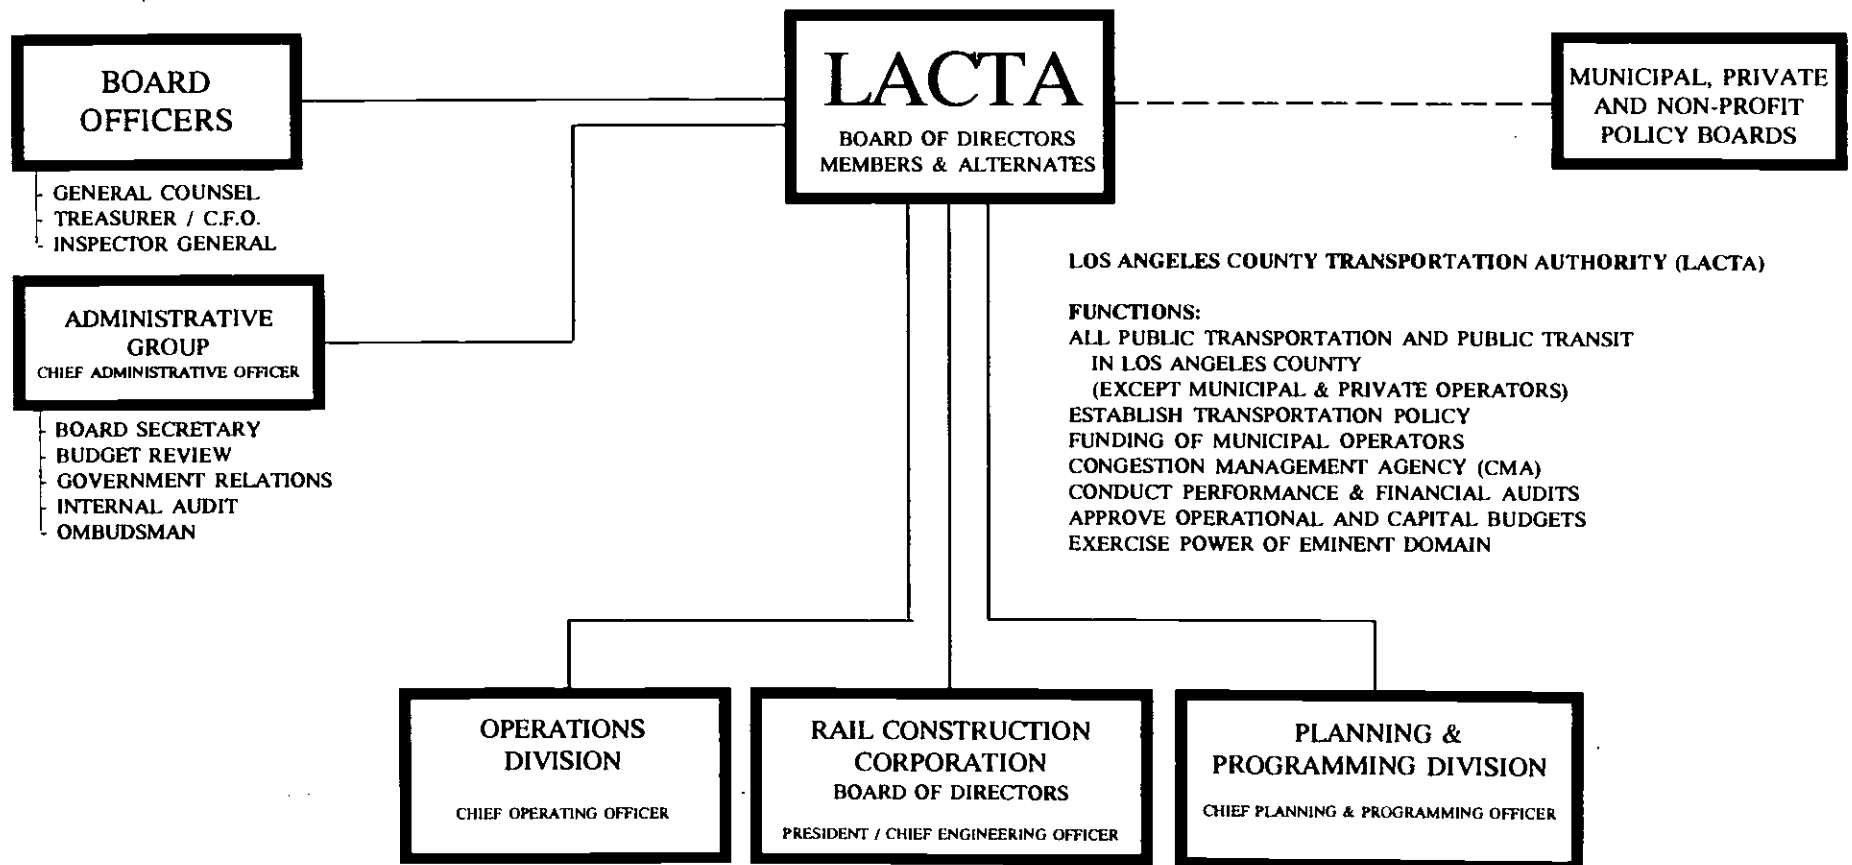 BOARD
OFFICERS
- GENERAL COUNSEL
- TREASURER / C.F.O.
- INSPECTOR GENERAL
ADMINISTRATIVE
GROUP
CHIEF ADMINISTRATIVE OFFICER
- BOARD SECRETARY
- BUDGET REVIEW
- GOVERNMENT RELATIONS
- INTERNAL AUDIT
- OMBUDSMAN
LACTA
BOARD OF DIRECTORS
MEMBERS & ALTERNATES
MUNICIPAL, PRIVATE
AND NON-PROFIT
POLICY BOARDS
LOS ANGELES COUNTY TRANSPORTATION AUTHORITY (LACTA)
FUNCTIONS:
ALL PUBLIC TRANSPORTATION AND PUBLIC TRANSIT
IN LOS ANGELES COUNTY
(EXCEPT MUNICIPAL & PRIVATE OPERATORS)
ESTABLISH TRANSPORTATION POLICY
FUNDING OF MUNICIPAL OPERATORS
CONGESTION MANAGEMENT AGENCY (CMA)
CONDUCT PERFORMANCE & FINANCIAL AUDITS
APPROVE OPERATIONAL AND CAPITAL BUDGETS
EXERCISE POWER OF EMINENT DOMAIN
OPERATIONS
DIVISION
CHIEF OPERATING OFFICER
RAIL CONSTRUCTION
CORPORATION
BOARD OF DIRECTORS
PRESIDENT / CHIEF ENGINEERING OFFICER
PLANNING &
PROGRAMMING DIVISION
CHIEF PLANNING & PROGRAMMING OFFICER